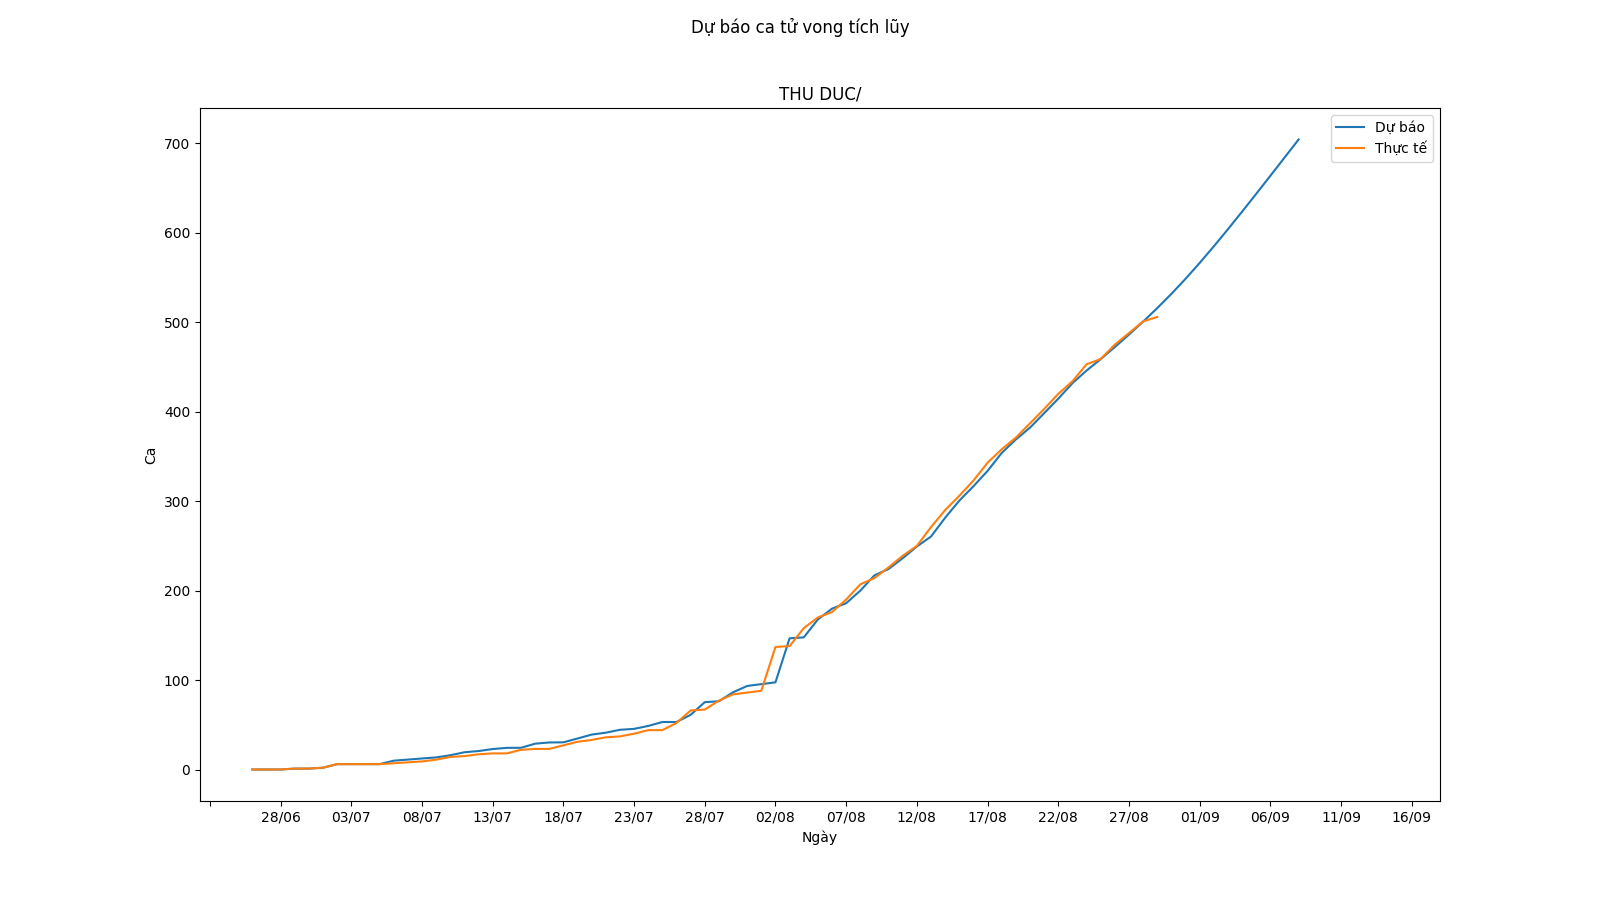 Dự báo ca tử vong tích lũy
THU DUC/
Dự báo
Thực tế
700
600
500
400
300
200
100
0
Ca
28/06 03/07 08/07 13/07 18/07 23/07 28/07 02/08 07/08 12/08 17/08 22/08 27/08 01/09 06/09 11/09 16/09
Ngày